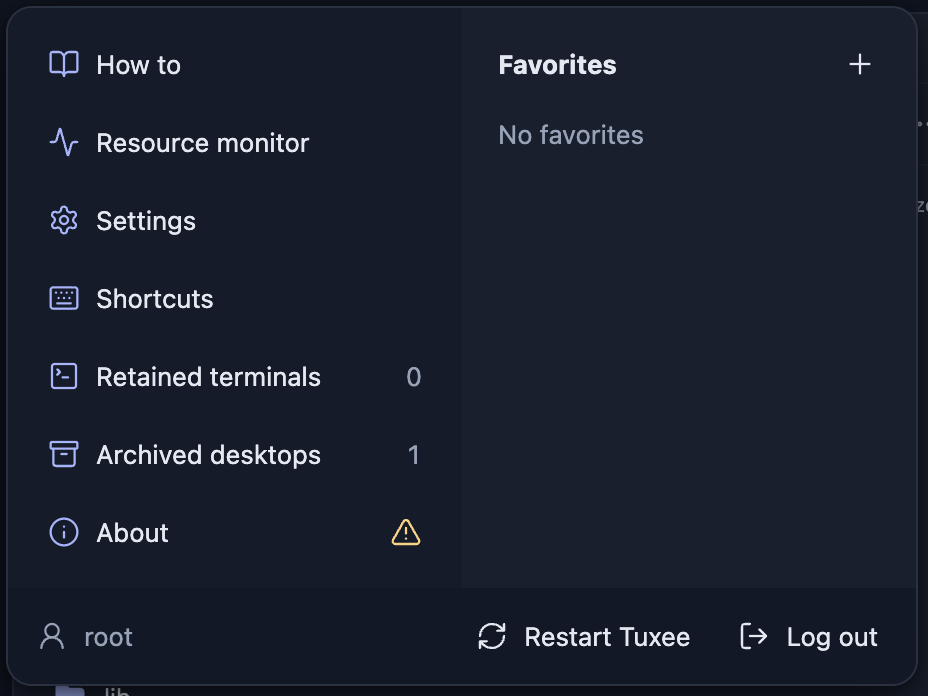 How to
Resource monitor
Settings
Shortcuts
Retained terminals 0
Archived desktops 1
About
Favorites
No favorites
root
Restart Tuxee
Log out